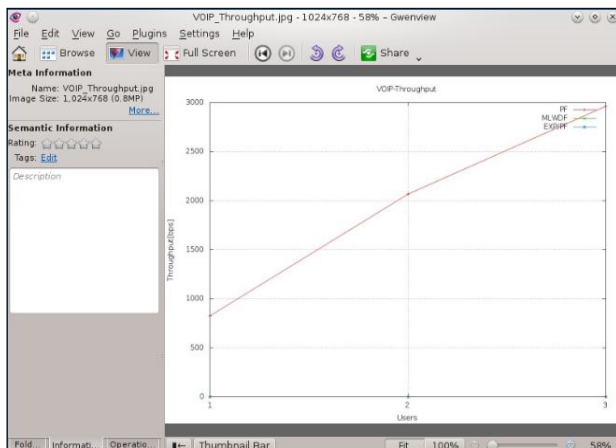 VOIP_Throughput.jpg - 1024x768 - 58% – Gwenview
File Edit View Go Plugins Settings Help
Browse View Full Screen Share
Meta Information
Name: VOIP_Throughput.jpg
Image Size: 1,024x768 (0.8MP)
More...
Semantic Information
Rating:
Tags: Edit
Description
VOIP-Throughput
PF
MLWDF
EXP/PF
3000
2500
2000
1500
1000
500
0
Throughput[bps]
1 2 3
Users
Fold... Informati... Operatio... Thumbnail Bar Fit 100% 58%